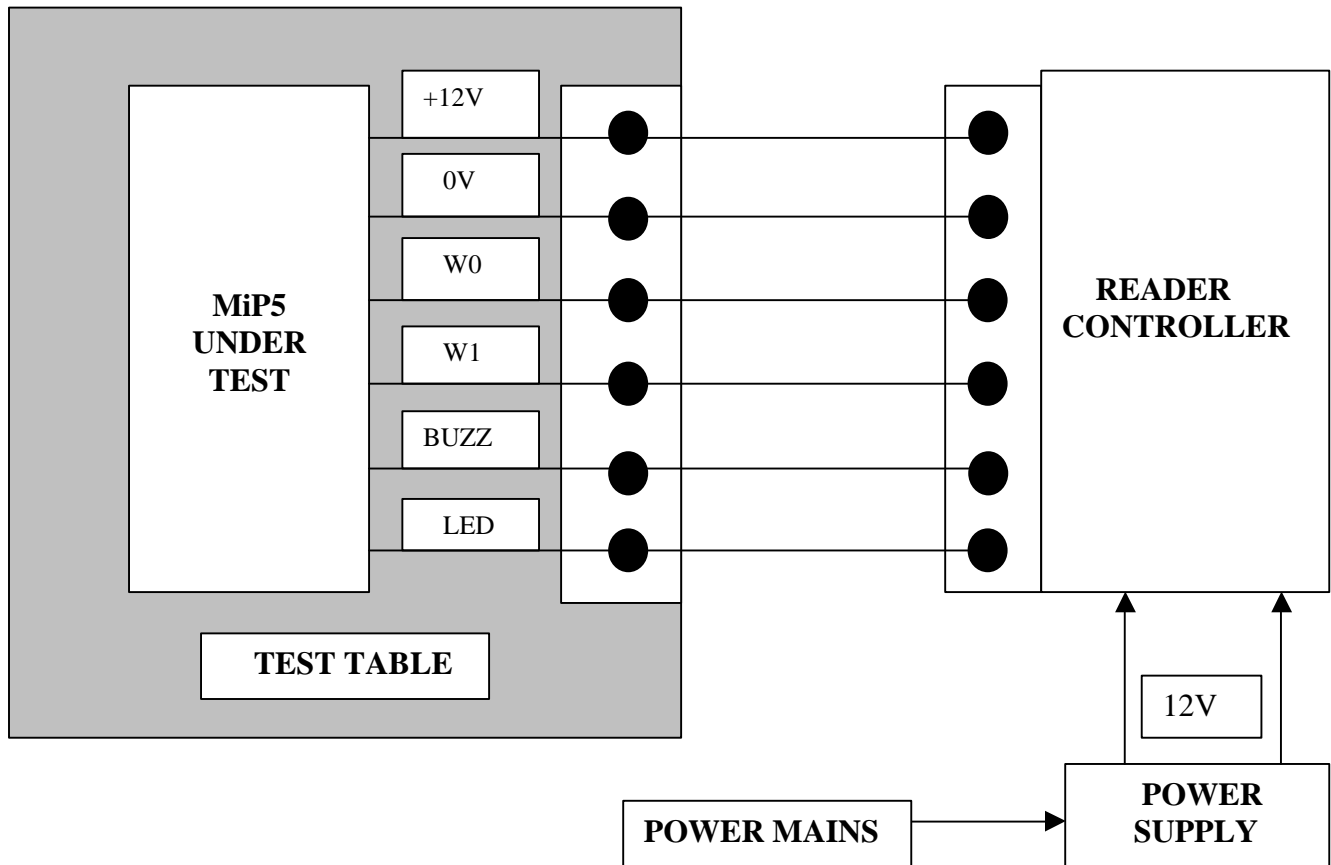 +12V
0V
W0
W1
BUZZ
LED
MiP5
UNDER
TEST
TEST TABLE
READER
CONTROLLER
12V
POWER MAINS
POWER
SUPPLY